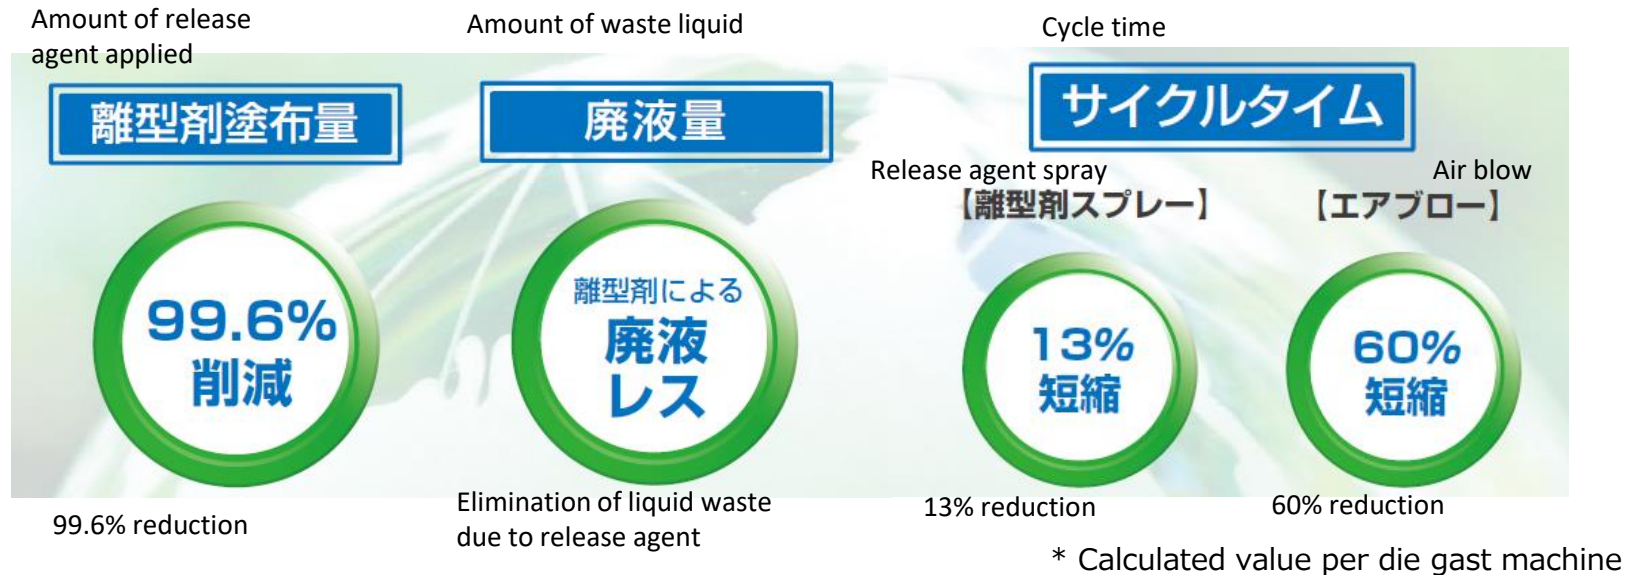 Amount of release
agent applied
離型剤塗布量
99.6%
削減
99.6% reduction
Amount of waste liquid
廃液量
離型剤による
廃液
レス
Elimination of liquid waste
due to release agent
Cycle time
サイクルタイム
Release agent spray
【離型剤スプレー】
13%
短縮
13% reduction
Air blow
【エアブロー】
60%
短縮
60% reduction
* Calculated value per die gast machine